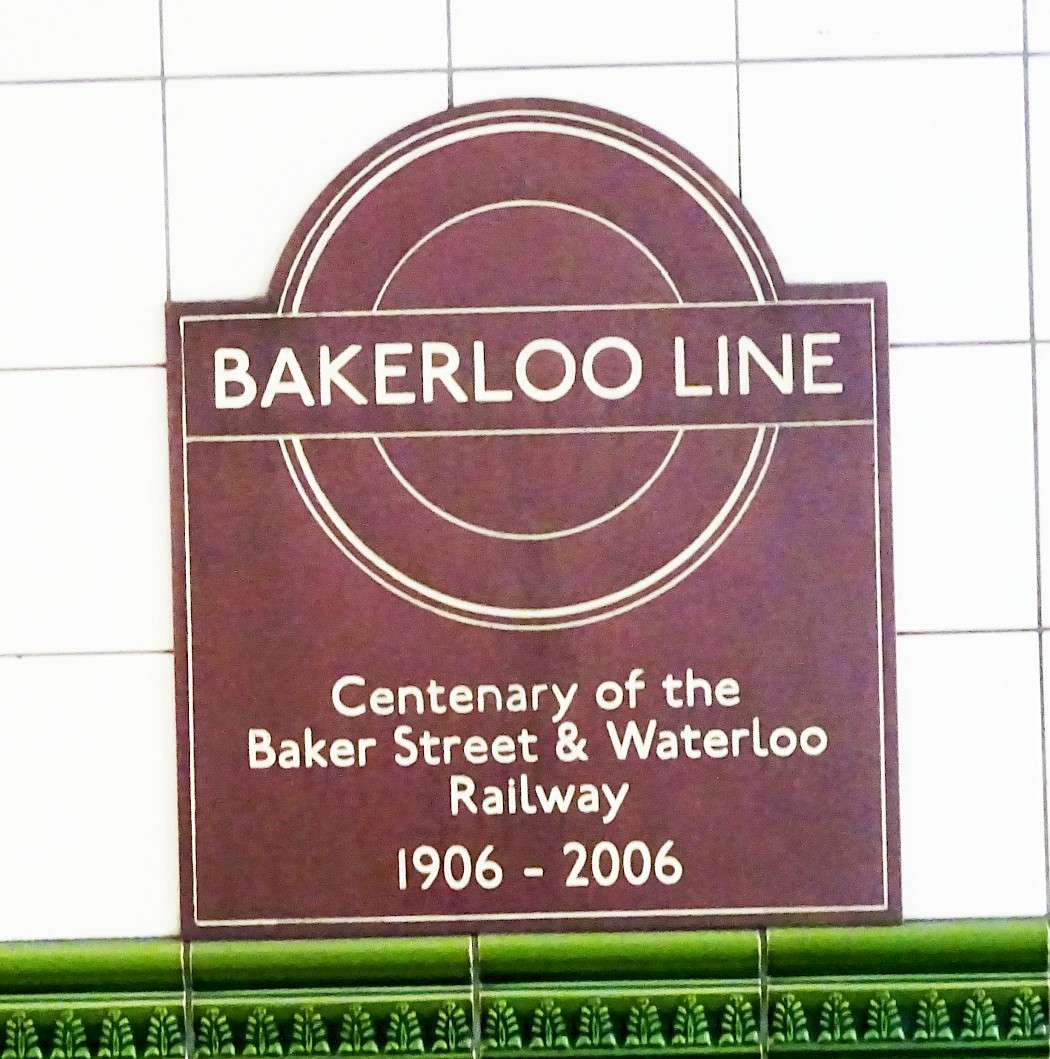 BAKERLOO LINE
Centenary of the
Baker Street & Waterloo
Railway
1906 - 2006